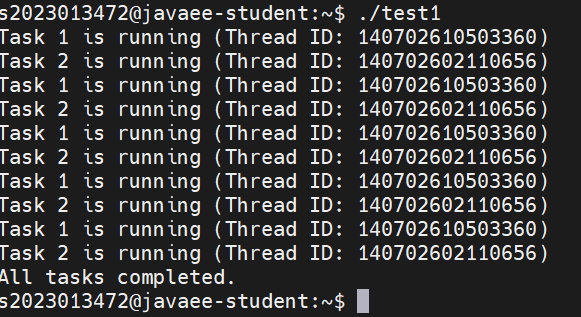 s2023013472@javaee-student:~$ ./test1
Task 1 is running (Thread ID: 140702610503360)
Task 2 is running (Thread ID: 140702602110656)
Task 1 is running (Thread ID: 140702610503360)
Task 2 is running (Thread ID: 140702602110656)
Task 1 is running (Thread ID: 140702610503360)
Task 2 is running (Thread ID: 140702602110656)
Task 1 is running (Thread ID: 140702610503360)
Task 2 is running (Thread ID: 140702602110656)
Task 1 is running (Thread ID: 140702610503360)
Task 2 is running (Thread ID: 140702602110656)
All tasks completed.
s2023013472@javaee-student:~$